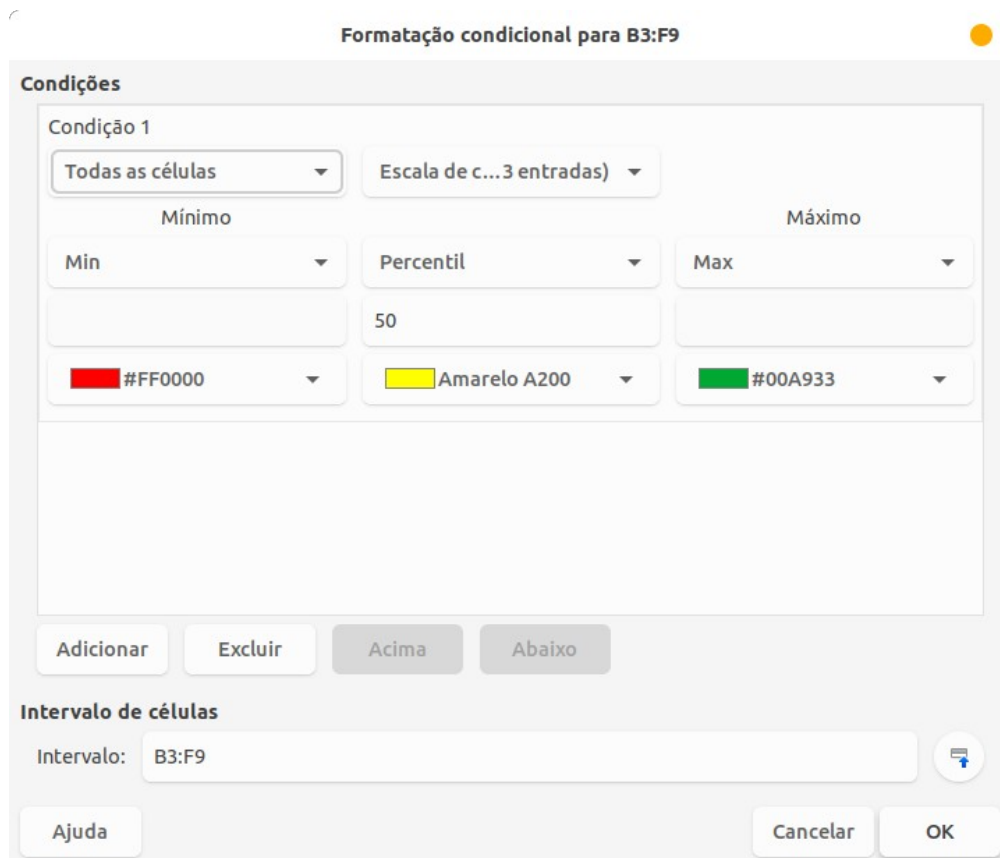 Formatação condicional para B3:F9
Condições
Condição 1
Todas as células Escala de c...3 entradas)
Mínimo Máximo
Min Percentil Max
50
#FF0000 Amarelo A200 #00A933
Adicionar Excluir Acima Abaixo
Intervalo de células
Intervalo: B3:F9
Ajuda Cancelar OK